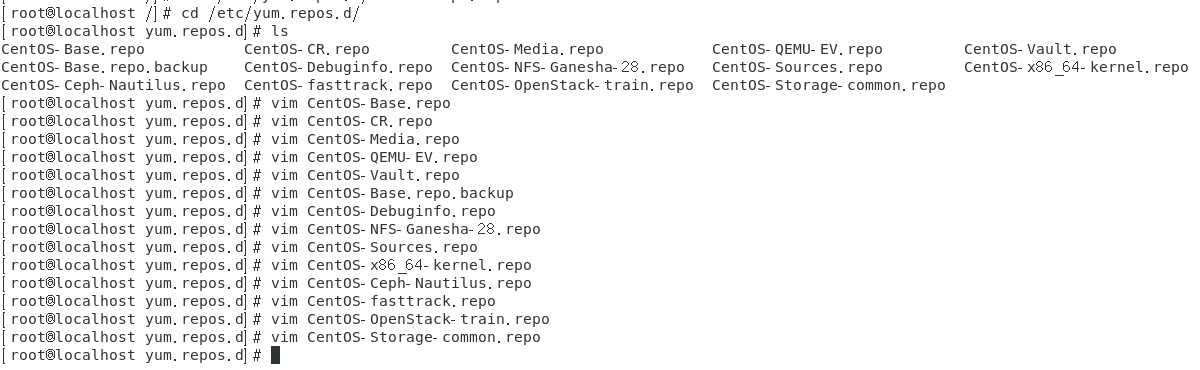 [root@localhost /]# cd /etc/yum.repos.d/
[root@localhost yum.repos.d]# ls
CentOS-Base.repo CentOS-CR.repo CentOS-Media.repo CentOS-QEMU-EV.repo CentOS-Vault.repo
CentOS-Base.repo.backup CentOS-Debuginfo.repo CentOS-NFS-Ganesha-28.repo CentOS-Sources.repo CentOS-x86_64-kernel.repo
CentOS-Ceph-Nautilus.repo CentOS-fasttrack.repo CentOS-OpenStack-train.repo CentOS-Storage-common.repo
[root@localhost yum.repos.d]# vim CentOS-Base.repo
[root@localhost yum.repos.d]# vim CentOS-CR.repo
[root@localhost yum.repos.d]# vim CentOS-Media.repo
[root@localhost yum.repos.d]# vim CentOS-QEMU-EV.repo
[root@localhost yum.repos.d]# vim CentOS-Vault.repo
[root@localhost yum.repos.d]# vim CentOS-Base.repo.backup
[root@localhost yum.repos.d]# vim CentOS-Debuginfo.repo
[root@localhost yum.repos.d]# vim CentOS-NFS-Ganesha-28.repo
[root@localhost yum.repos.d]# vim CentOS-Sources.repo
[root@localhost yum.repos.d]# vim CentOS-x86_64-kernel.repo
[root@localhost yum.repos.d]# vim CentOS-Ceph-Nautilus.repo
[root@localhost yum.repos.d]# vim CentOS-fasttrack.repo
[root@localhost yum.repos.d]# vim CentOS-OpenStack-train.repo
[root@localhost yum.repos.d]# vim CentOS-Storage-common.repo
[root@localhost yum.repos.d]#